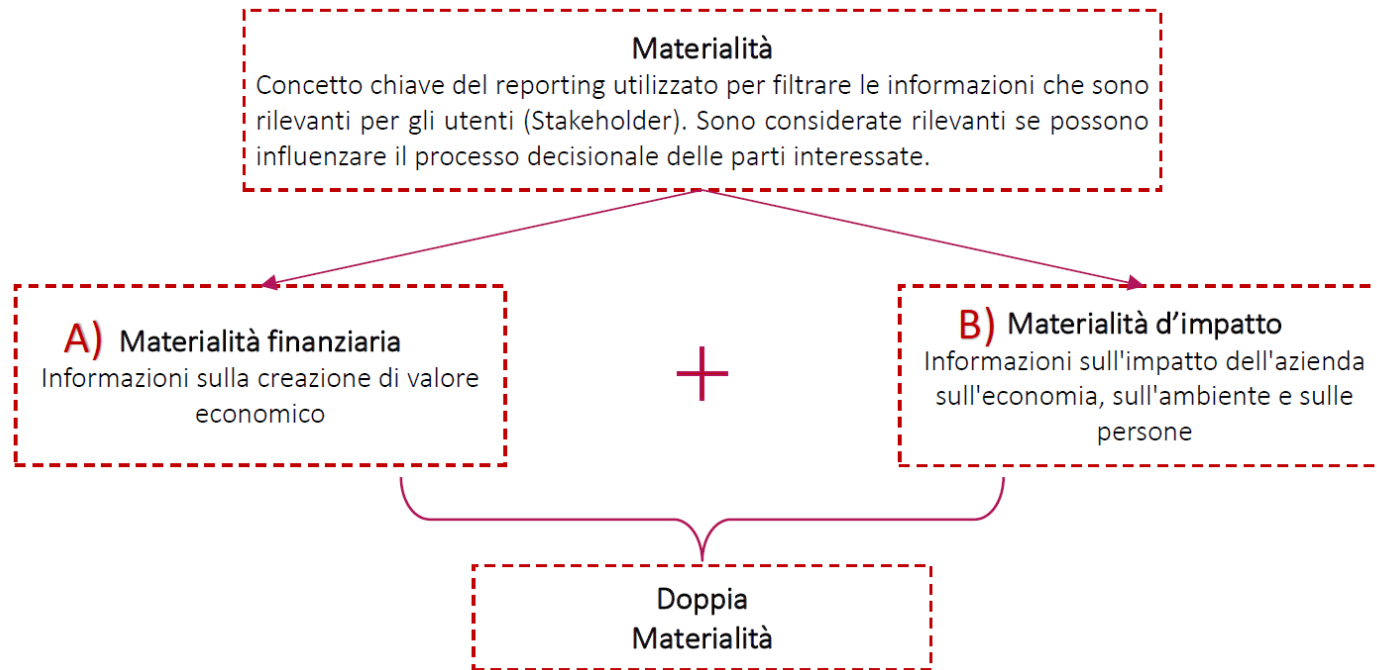 Materialità
Concetto chiave del reporting utilizzato per filtrare le informazioni che sono
rilevanti per gli utenti (Stakeholder). Sono considerate rilevanti se possono
influenzare il processo decisionale delle parti interessate.
A) Materialità finanziaria
Informazioni sulla creazione di valore
economico
+
B) Materialità d'impatto
Informazioni sull'impatto dell'azienda
sull'economia, sull'ambiente e sulle
persone
Doppia
Materialità